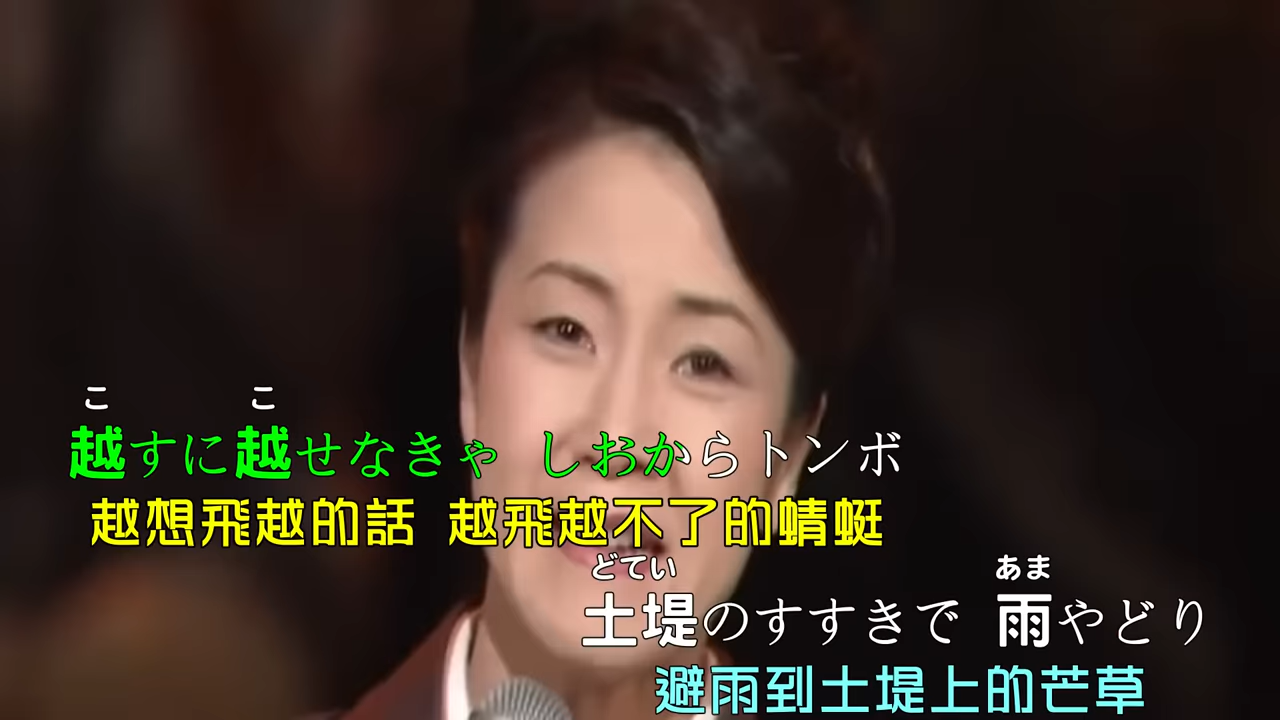 こ こ
越すに越せなきゃ しおからトンボ
越想飛越的話 越飛越不了的蜻蜓
どてい あま
土堤のすすきで 雨やどり
避雨到土堤上的芒草